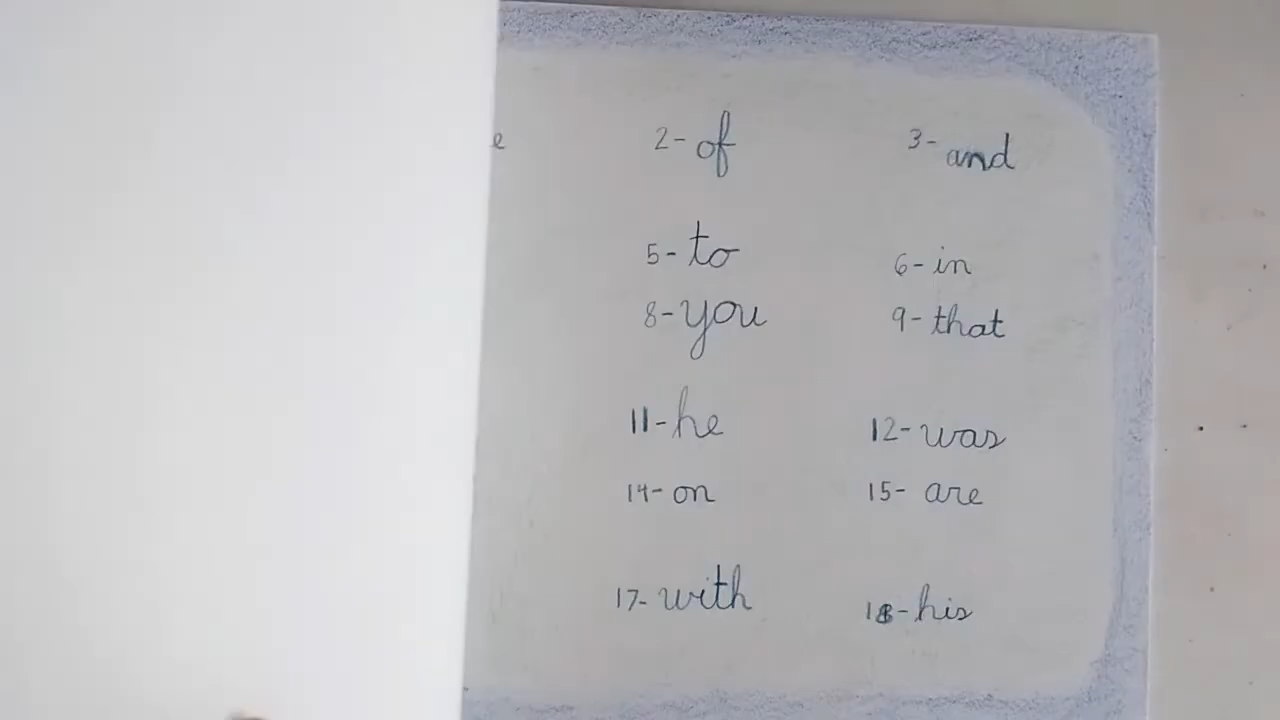 e 2- of 3- and
5- to 6- in
8- you 9- that
11- he 12- was
14- on 15- are
17- with 18- his